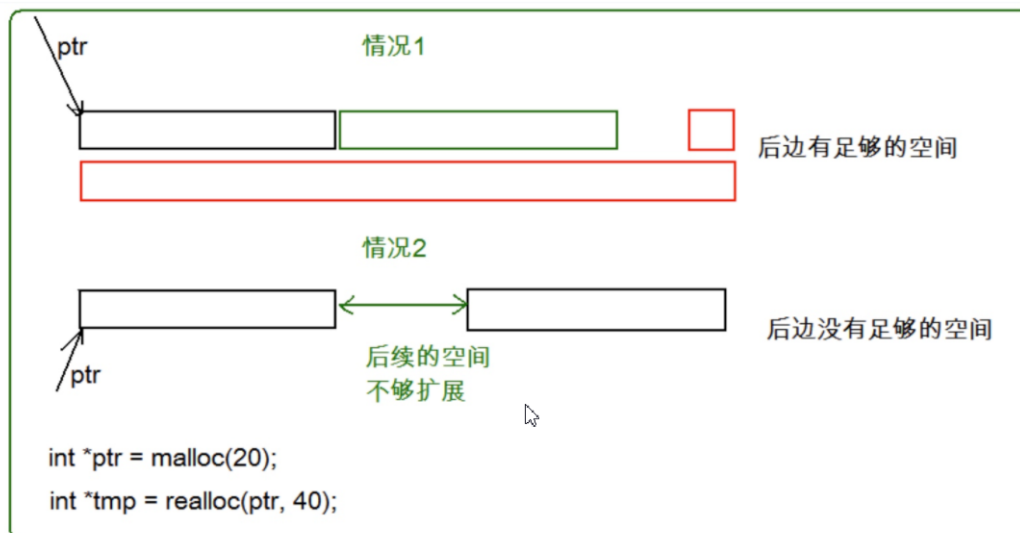 ptr
情况1
后边有足够的空间
情况2
后边没有足够的空间
后续的空间
不够扩展
ptr
int *ptr = malloc(20);
int *tmp = realloc(ptr, 40);